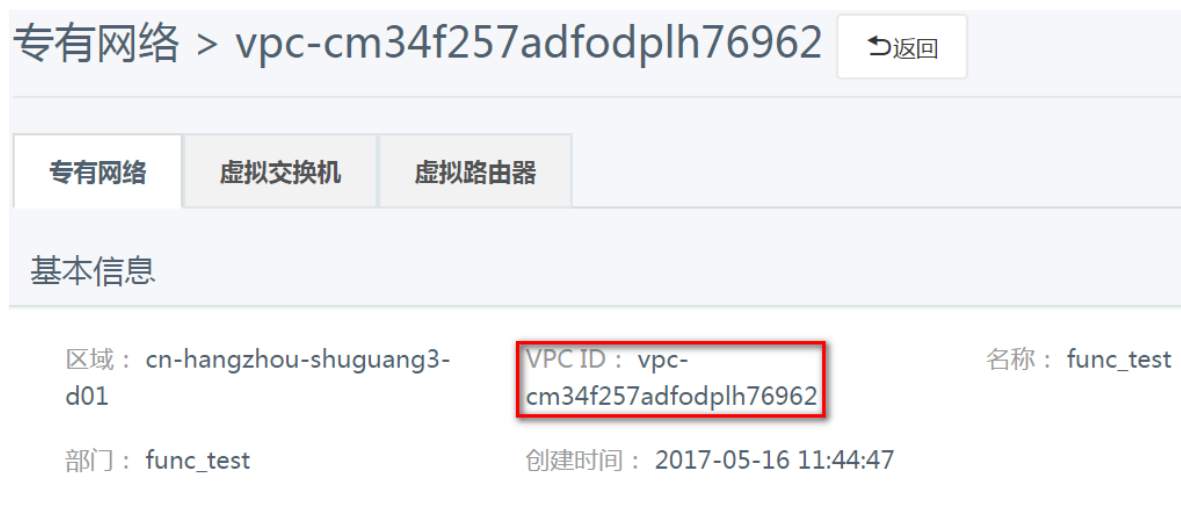 专有网络 > vpc-cm34f257adfodplh76962 返回
专有网络 虚拟交换机 虚拟路由器
基本信息
区域： cn-hangzhou-shuguang3-d01
VPC ID： vpc-cm34f257adfodplh76962
名称： func_test
部门： func_test
创建时间： 2017-05-16 11:44:47